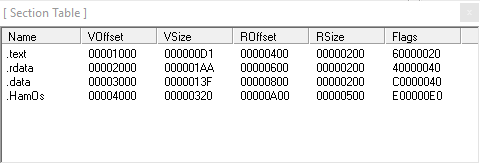 [ Section Table ]
Name VOffset VSize ROffset RSize Flags
.text 00001000 000000D1 00000400 00000200 60000020
.rdata 00002000 000001AA 00000600 00000200 40000040
.data 00003000 0000013F 00000800 00000200 C0000040
.HamOs 00004000 00000320 00000A00 00000500 E00000E0